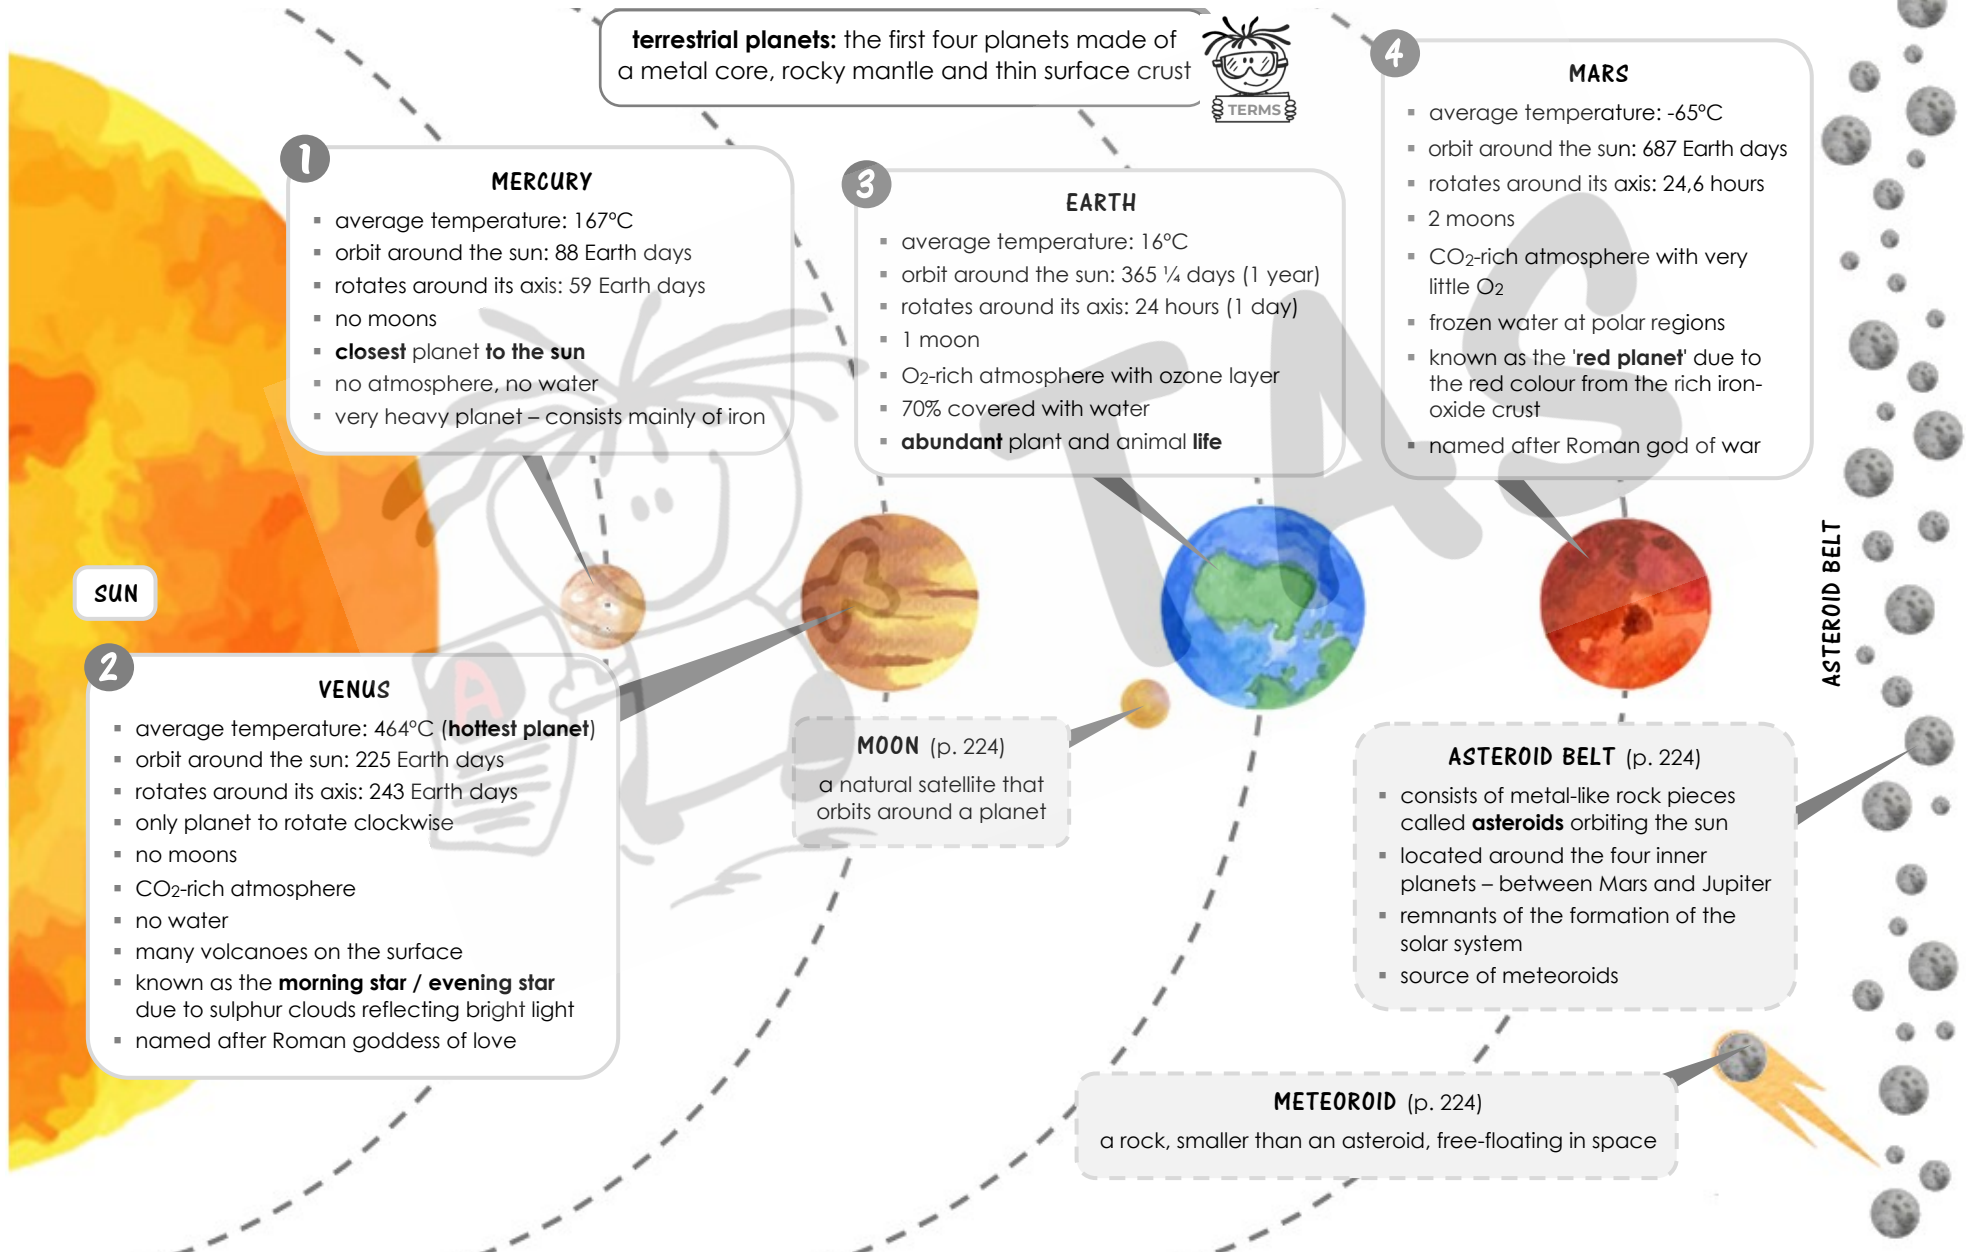 terrestrial planets: the first four planets made of
a metal core, rocky mantle and thin surface crust
TERMS
1
MERCURY
▪ average temperature: 167°C
▪ orbit around the sun: 88 Earth days
▪ rotates around its axis: 59 Earth days
▪ no moons
▪ closest planet to the sun
▪ no atmosphere, no water
▪ very heavy planet – consists mainly of iron
3
EARTH
▪ average temperature: 16°C
▪ orbit around the sun: 365 ¼ days (1 year)
▪ rotates around its axis: 24 hours (1 day)
▪ 1 moon
▪ O₂-rich atmosphere with ozone layer
▪ 70% covered with water
▪ abundant plant and animal life
4
MARS
▪ average temperature: -65°C
▪ orbit around the sun: 687 Earth days
▪ rotates around its axis: 24,6 hours
▪ 2 moons
▪ CO₂-rich atmosphere with very
little O₂
▪ frozen water at polar regions
▪ known as the 'red planet' due to
the red colour from the rich iron-
oxide crust
▪ named after Roman god of war
SUN
2
VENUS
▪ average temperature: 464°C (hottest planet)
▪ orbit around the sun: 225 Earth days
▪ rotates around its axis: 243 Earth days
▪ only planet to rotate clockwise
▪ no moons
▪ CO₂-rich atmosphere
▪ no water
▪ many volcanoes on the surface
▪ known as the morning star / evening star
due to sulphur clouds reflecting bright light
▪ named after Roman goddess of love
MOON (p. 224)
a natural satellite that
orbits around a planet
ASTEROID BELT
ASTEROID BELT (p. 224)
▪ consists of metal-like rock pieces
called asteroids orbiting the sun
▪ located around the four inner
planets – between Mars and Jupiter
▪ remnants of the formation of the
solar system
▪ source of meteoroids
METEOROID (p. 224)
a rock, smaller than an asteroid, free-floating in space
A
TAS